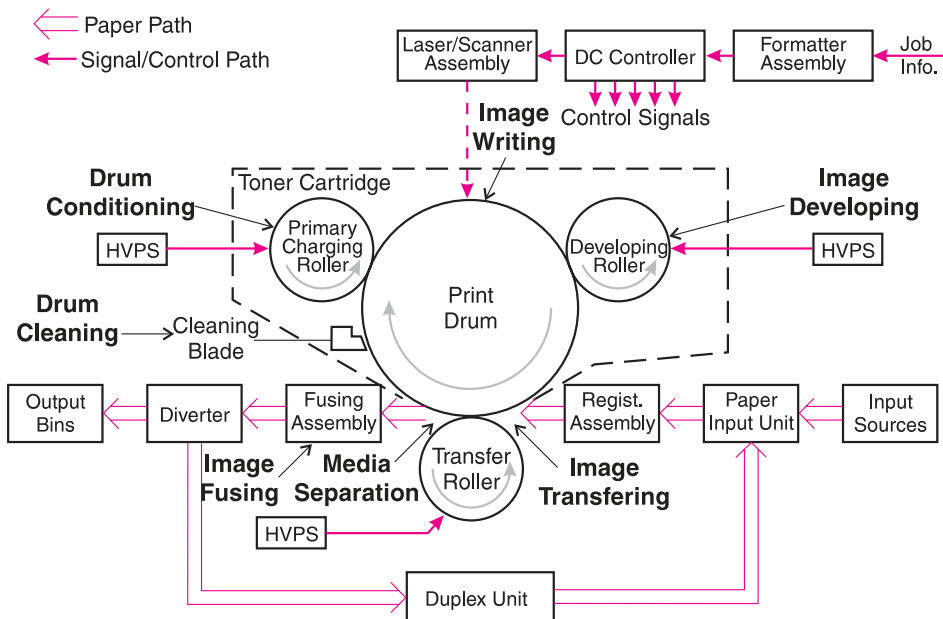 Paper Path
Signal/Control Path
Laser/Scanner
Assembly
DC Controller
Formatter
Assembly
Job
Info.
Control Signals
Image
Writing
Toner Cartridge
Drum
Conditioning
Primary
Charging
Roller
HVPS
Image
Developing
Developing
Roller
HVPS
Print
Drum
Drum
Cleaning
Cleaning
Blade
Output
Bins
Diverter
Fusing
Assembly
Regist.
Assembly
Paper
Input Unit
Input
Sources
Image
Fusing
Media
Separation
Transfer
Roller
Image
Transfering
HVPS
Duplex Unit